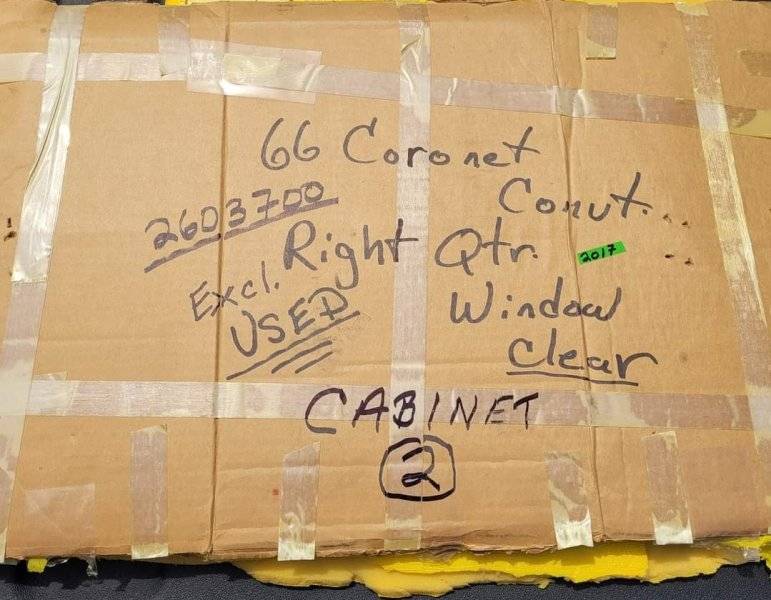 66 Coronet
Convt...
2603700
Right Qtr.
2017
Excl.
USED
Window
Clear
CABINET
2